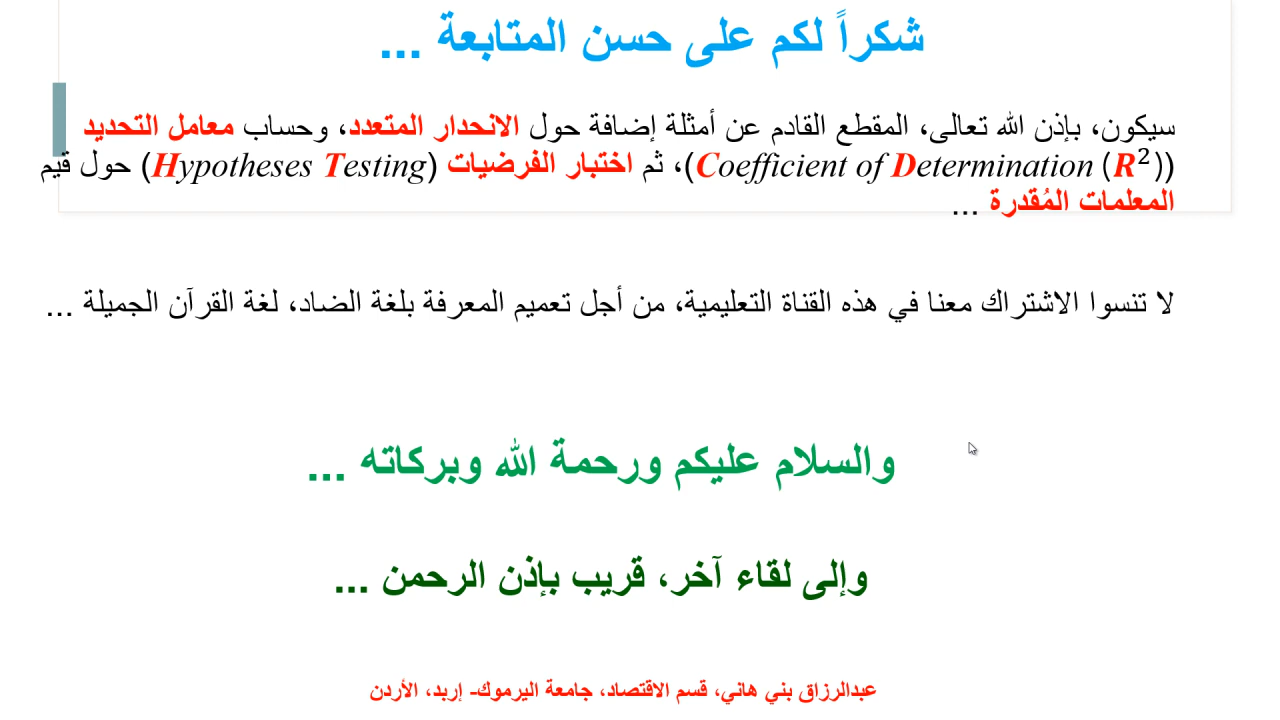 شكراً لكم على حسن المتابعة ...
سيكون، بإذن الله تعالى، المقطع القادم عن أمثلة إضافة حول الانحدار المتعدد، وحساب معامل التحديد
(Coefficient of Determination (R²))، ثم اختبار الفرضيات (Hypotheses Testing) حول قيم
المعلمات المُقدرة ...
لا تنسوا الاشتراك معنا في هذه القناة التعليمية، من أجل تعميم المعرفة بلغة الضاد، لغة القرآن الجميلة ...
والسلام عليكم ورحمة الله وبركاته ...
وإلى لقاء آخر، قريب بإذن الرحمن ...
عبدالرزاق بني هاني، قسم الاقتصاد، جامعة اليرموك- إربد، الأردن